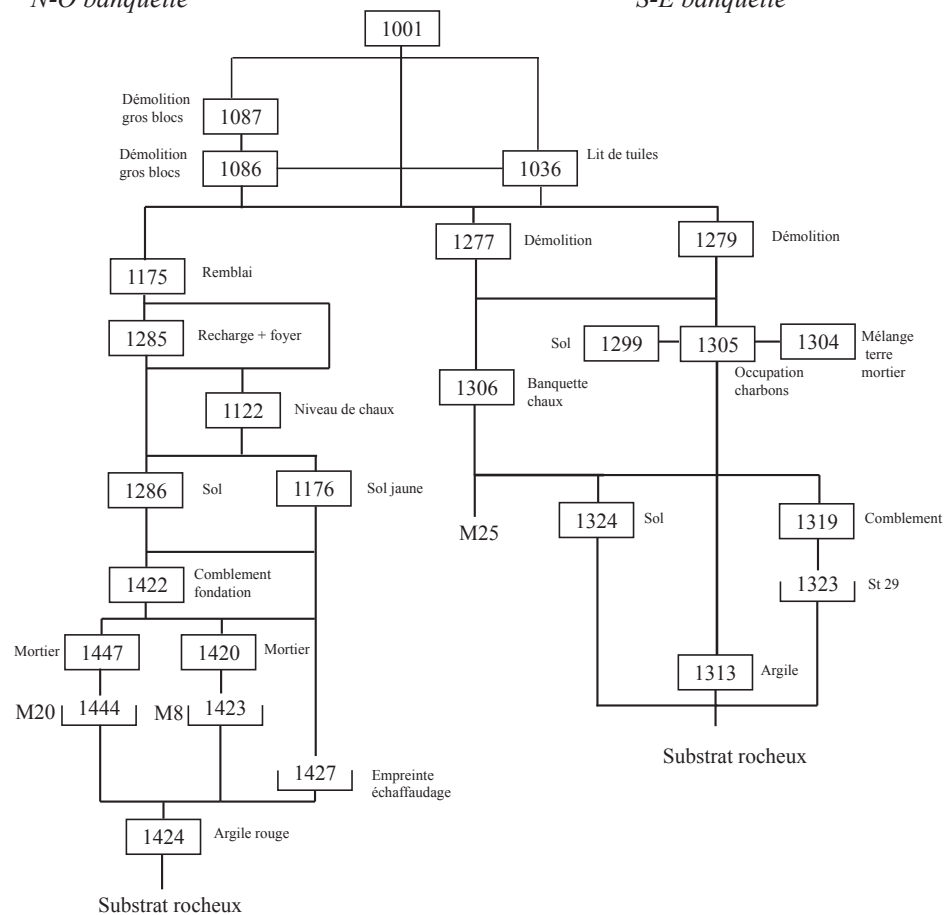 N-O banquette
S-E banquette
1001
Démolition
gros blocs
1087
Démolition
gros blocs
1086
1036
Lit de tuiles
1277
Démolition
1279
Démolition
1175
Remblai
1285
Recharge + foyer
Sol
1299
1305
1304
Mélange
terre
mortier
Occupation
charbons
1306
Banquette
chaux
1122
Niveau de chaux
1286
Sol
1176
Sol jaune
M25
1324
Sol
1319
Comblement
1422
Comblement
fondation
1323
St 29
Mortier
1447
1420
Mortier
1313
Argile
M20
1444
M8
1423
Substrat rocheux
1427
Empreinte
échaffaudage
1424
Argile rouge
Substrat rocheux